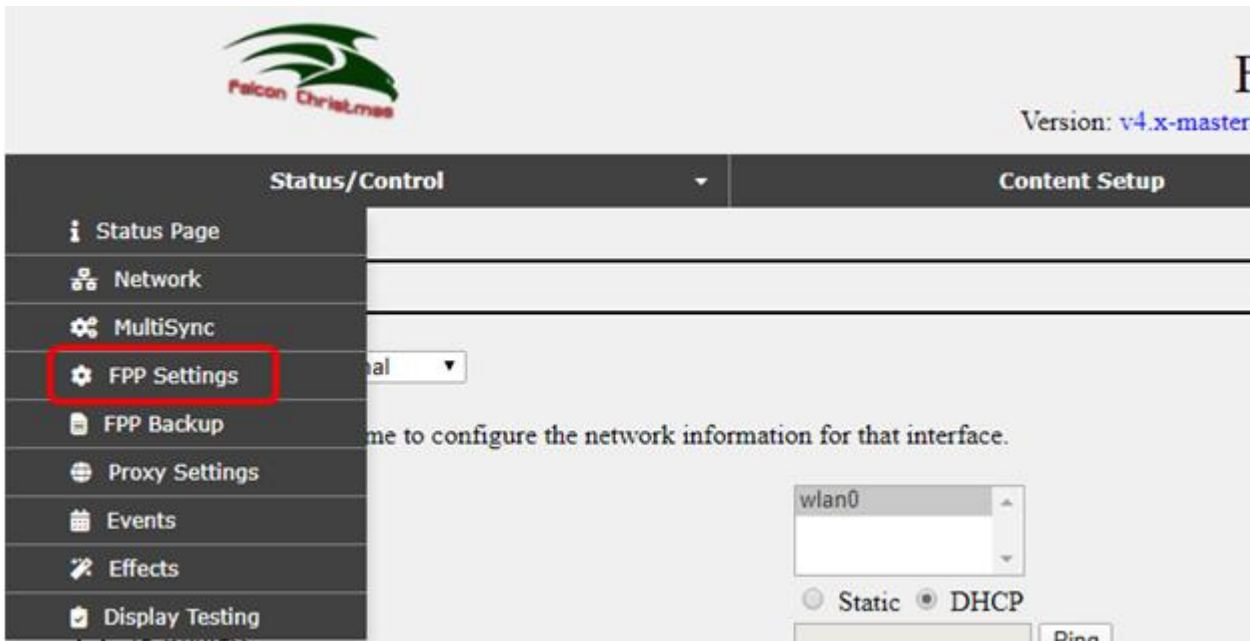 Falcon Christmas
Version: v4.x-master
Status/Control
Content Setup
Status Page
Network
MultiSync
FPP Settings
FPP Backup
me to configure the network information for that interface.
Proxy Settings
wlan0
Events
Effects
Static DHCP
Display Testing
Ping